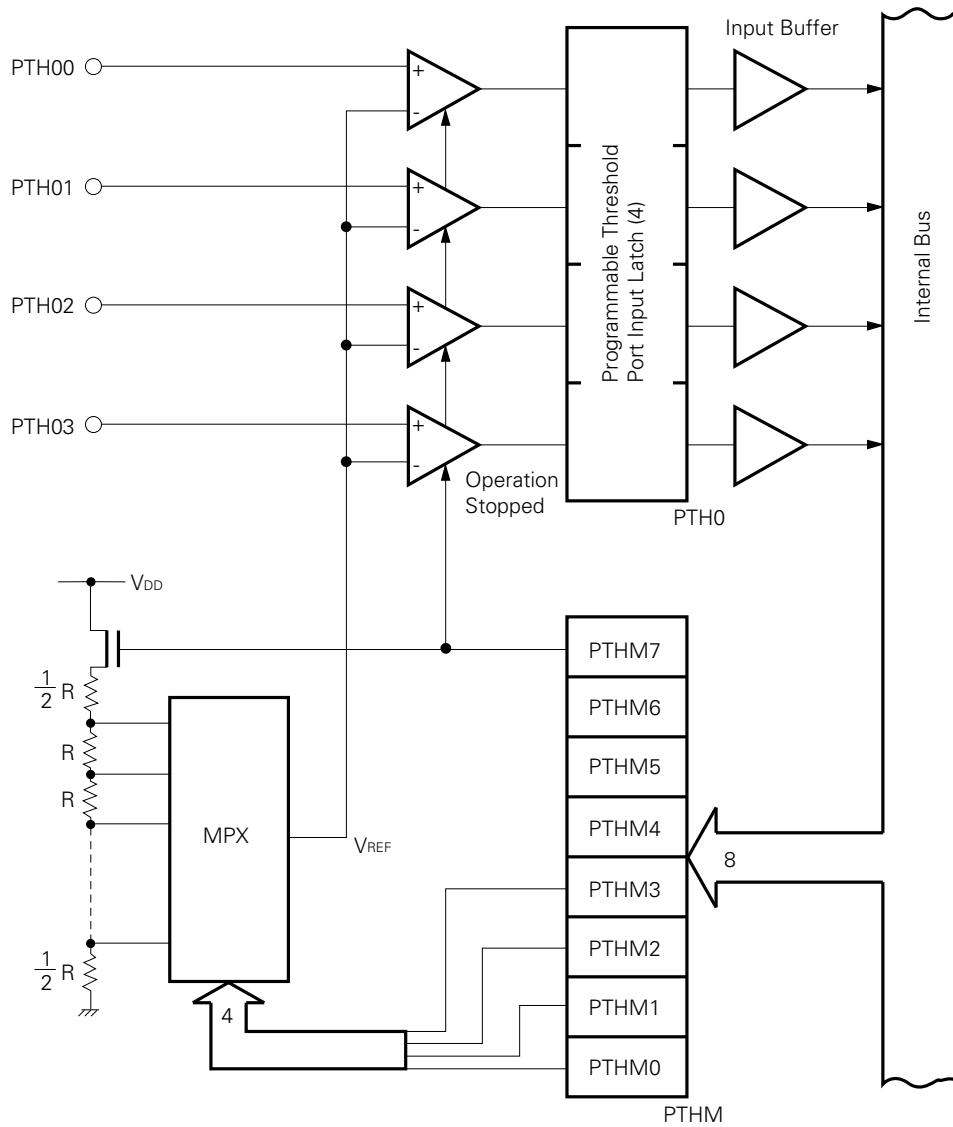 Input Buffer
PTH00
+
-
PTH01
+
-
PTH02
+
-
PTH03
+
-
Programmable Threshold
Port Input Latch (4)
Internal Bus
Operation
Stopped
PTH0
VDD
1/2 R
R
R
1/2 R
MPX
VREF
4
PTHM7
PTHM6
PTHM5
PTHM4
PTHM3
PTHM2
PTHM1
PTHM0
8
PTHM